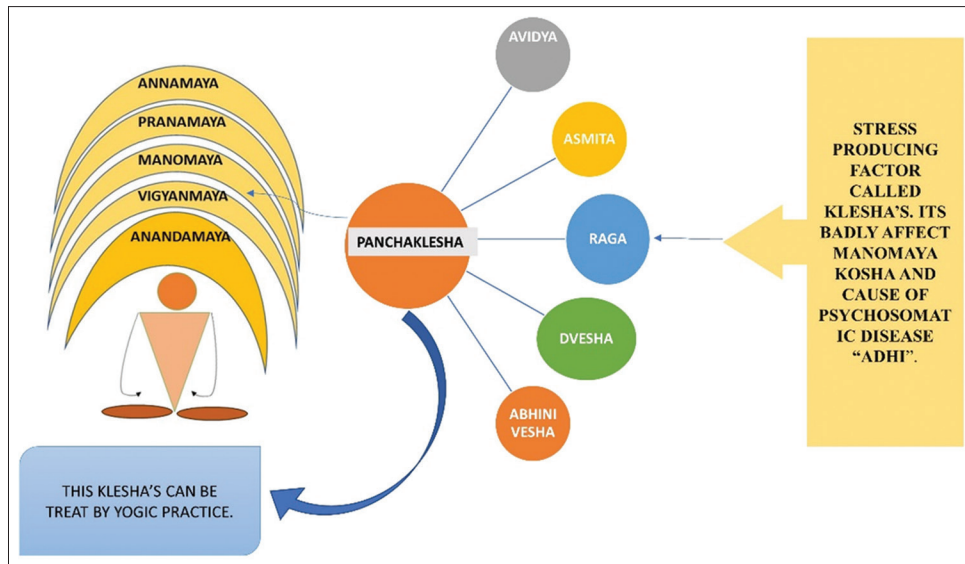 ANNAMAYA
PRANAMAYA
MANOMAYA
VIGYANMAYA
ANANDAMAYA
THIS KLESHA'S CAN BE
TREAT BY YOGIC PRACTICE.
PANCHAKLESHA
AVIDYA
ASMITA
RAGA
DVESHA
ABHINI
VESHA
STRESS
PRODUCING
FACTOR
CALLED
KLESHA'S. ITS
BADLY AFFECT
MANOMAYA
KOSHA AND
CAUSE OF
PSYCHOSOMAT
IC DISEASE
“ADHI”.